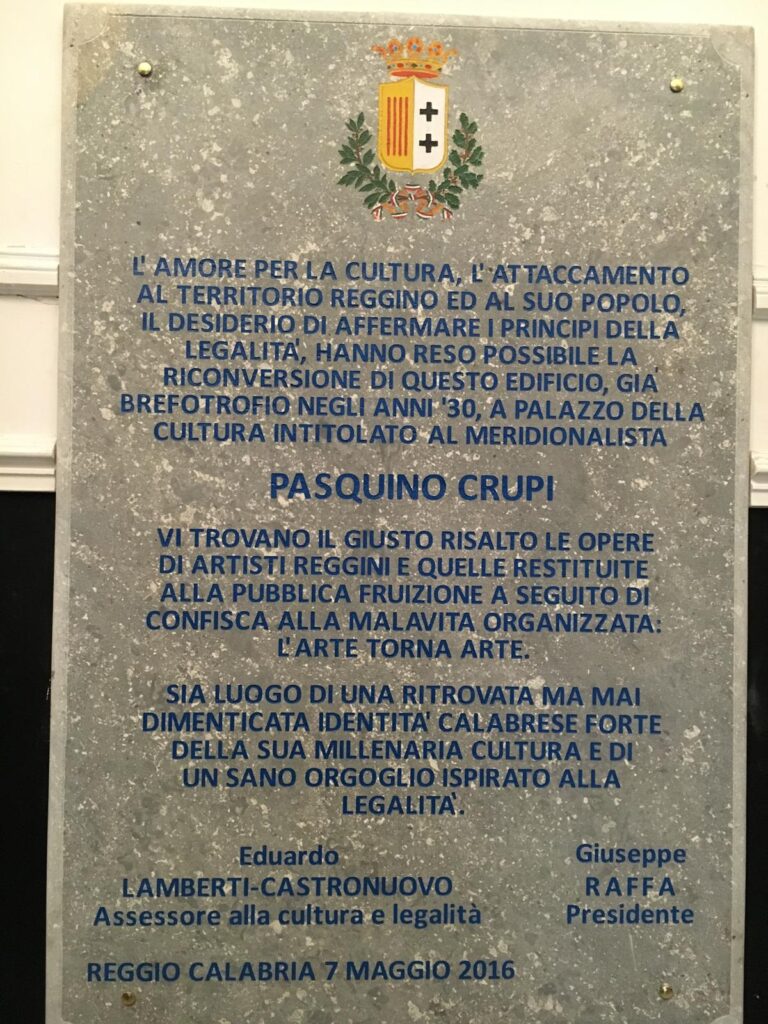 L' AMORE PER LA CULTURA, L' ATTACCAMENTO
AL TERRITORIO REGGINO ED AL SUO POPOLO,
IL DESIDERIO DI AFFERMARE I PRINCIPI DELLA
LEGALITA', HANNO RESO POSSIBILE LA
RICONVERSIONE DI QUESTO EDIFICIO, GIA'
BREFOTROFIO NEGLI ANNI '30, A PALAZZO DELLA
CULTURA INTITOLATO AL MERIDIONALISTA
PASQUINO CRUPI
VI TROVANO IL GIUSTO RISALTO LE OPERE
DI ARTISTI REGGINI E QUELLE RESTITUITE
ALLA PUBBLICA FRUIZIONE A SEGUITO DI
CONFISCA ALLA MALAVITA ORGANIZZATA:
L'ARTE TORNA ARTE.
SIA LUOGO DI UNA RITROVATA MA MAI
DIMENTICATA IDENTITA' CALABRESE FORTE
DELLA SUA MILLENARIA CULTURA E DI
UN SANO ORGOGLIO ISPIRATO ALLA
LEGALITA'.
Eduardo
LAMBERTI-CASTRONUOVO
Assessore alla cultura e legalità
Giuseppe
RAFFA
Presidente
REGGIO CALABRIA 7 MAGGIO 2016